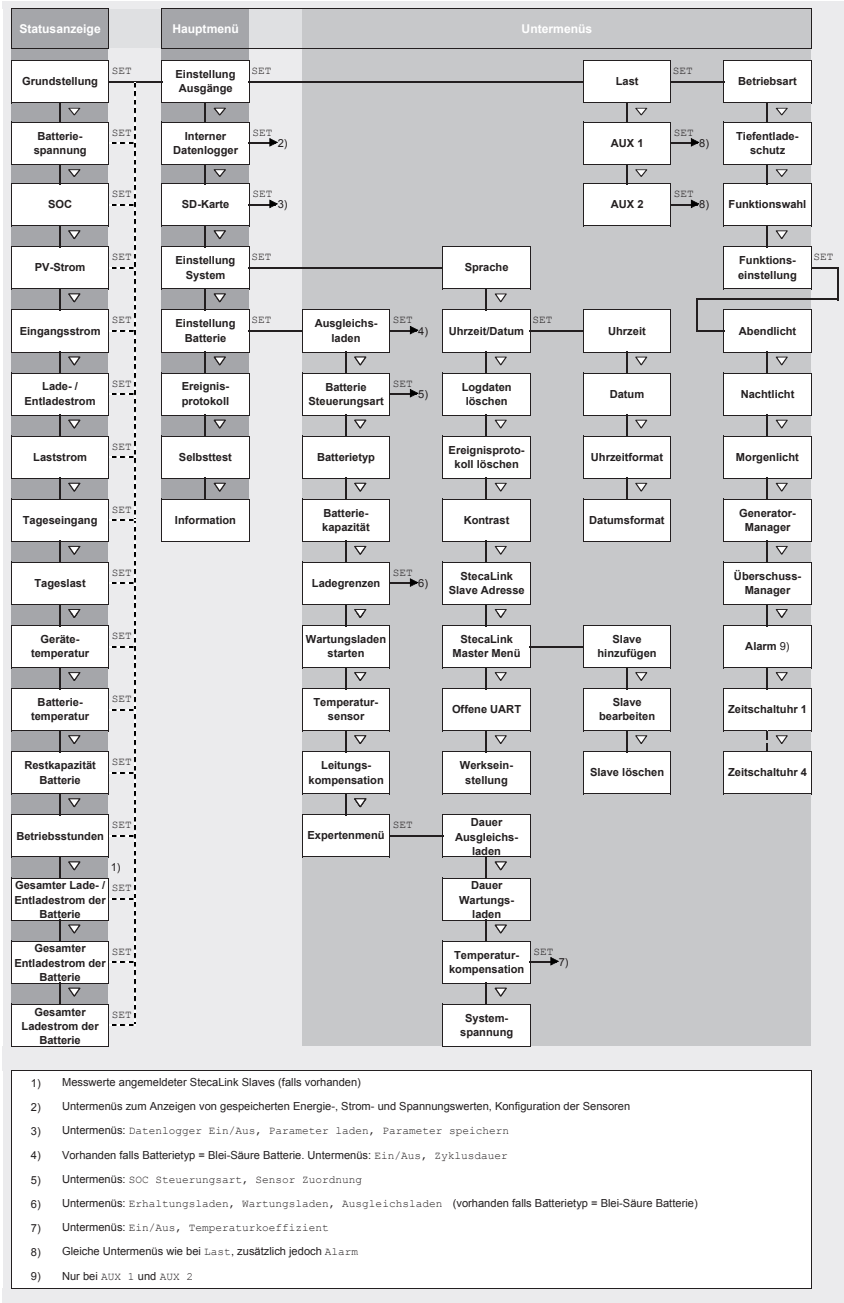 Statusanzeige
Hauptmenü
Untermenüs
Grundstellung
SET
Einstellung
Ausgänge
SET
Last
SET
Betriebsart
Batterie-
spannung
SET
Interner
Datenlogger
SET
2)
AUX 1
SET
8)
Tiefentlade-
schutz
SOC
SET
SD-Karte
SET
3)
AUX 2
SET
8)
Funktionswahl
PV-Strom
SET
Einstellung
System
SET
Sprache
Funktions-
einstellung
SET
Eingangsstrom
SET
Einstellung
Batterie
SET
Ausgleichs-
laden
SET
4)
Uhrzeit/Datum
SET
Uhrzeit
Abendlicht
Lade- /
Entladestrom
SET
Ereignis-
protokoll
Batterie
Steuerungsart
SET
5)
Logdaten
löschen
Datum
Nachtlicht
Laststrom
SET
Selbsttest
Batterietyp
Ereignisproto-
koll löschen
Uhrzeitformat
Morgenlicht
Tageseingang
SET
Information
Batterie-
kapazität
Kontrast
Datumsformat
Generator-
Manager
Tageslast
SET
Ladegrenzen
SET
6)
StecaLink
Slave Adresse
Überschuss-
Manager
Geräte-
temperatur
SET
Wartungsladen
starten
StecaLink
Master Menü
Slave
hinzufügen
Alarm 9)
Batterie-
temperatur
SET
Temperatur-
sensor
Offene UART
Slave
bearbeiten
Zeitschaltuhr 1
Restkapazität
Batterie
SET
Leitungs-
kompensation
Werksein-
stellung
Slave löschen
Zeitschaltuhr 4
Betriebsstunden
SET
Expertenmenü
SET
Dauer
Ausgleichs-
laden
1)
Gesamter Lade- /
Entladestrom der
Batterie
SET
Dauer
Wartungs-
laden
Gesamter
Entladestrom der
Batterie
SET
Temperatur-
kompensation
SET
7)
Gesamter
Ladestrom der
Batterie
SET
System-
spannung
1) Messwerte angemeldeter StecaLink Slaves (falls vorhanden)
2) Untermenüs zum Anzeigen von gespeicherten Energie-, Strom- und Spannungswerten, Konfiguration der Sensoren
3) Untermenüs: Datenlogger Ein/Aus, Parameter laden, Parameter speichern
4) Vorhanden falls Batterietyp = Blei-Säure Batterie. Untermenüs: Ein/Aus, Zyklusdauer
5) Untermenüs: SOC Steuerungsart, Sensor Zuordnung
6) Untermenüs: Erhaltungsladen, Wartungsladen, Ausgleichsladen (vorhanden falls Batterietyp = Blei-Säure Batterie)
7) Untermenüs: Ein/Aus, Temperaturkoeffizient
8) Gleiche Untermenüs wie bei Last, zusätzlich jedoch Alarm
9) Nur bei AUX 1 und AUX 2